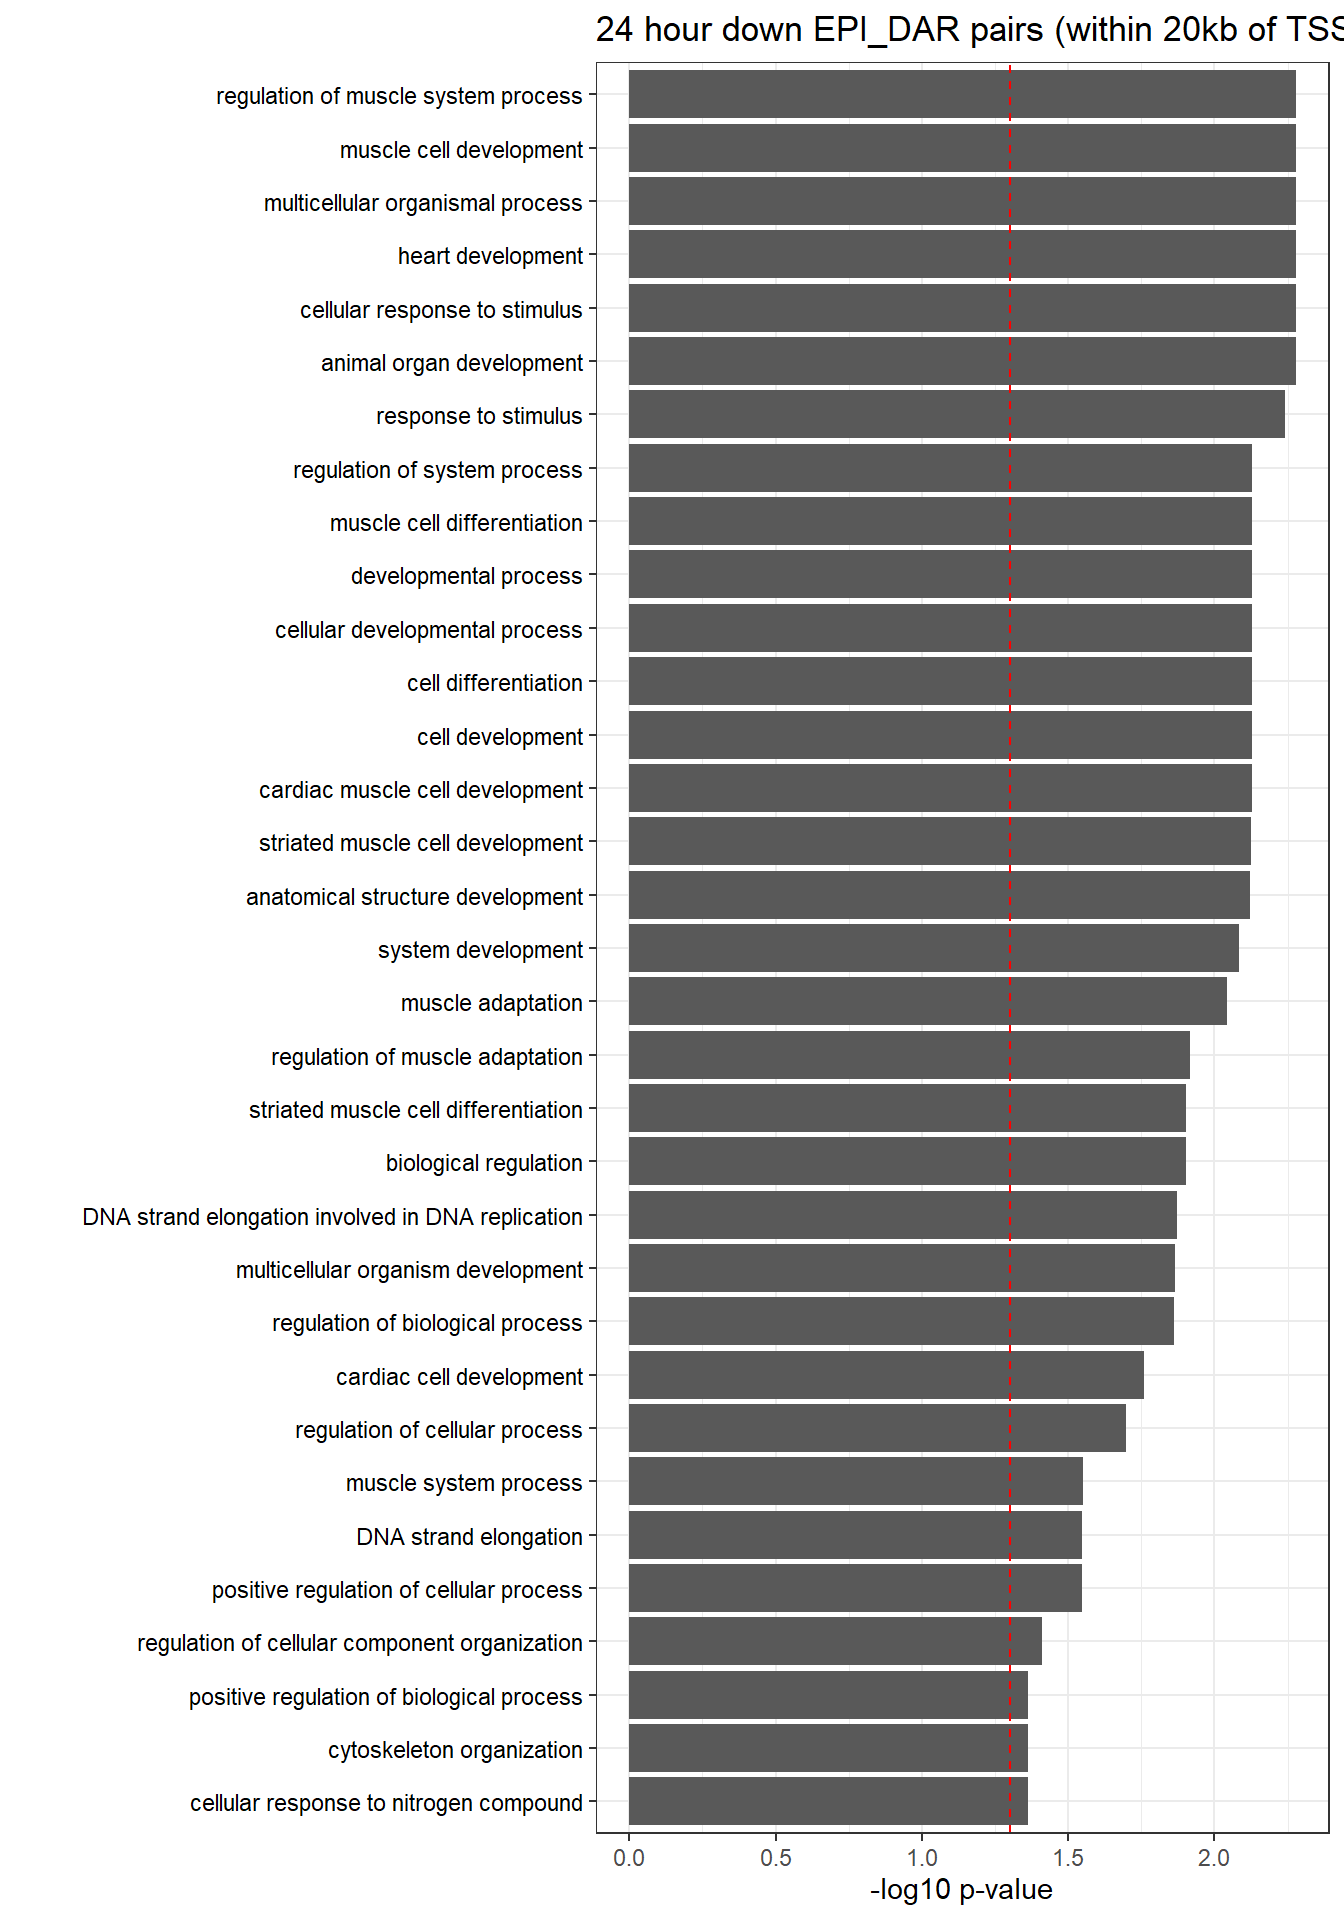 24 hour down EPI_DAR pairs (within 20kb of TSS
regulation of muscle system process
muscle cell development
multicellular organismal process
heart development
cellular response to stimulus
animal organ development
response to stimulus
regulation of system process
muscle cell differentiation
developmental process
cellular developmental process
cell differentiation
cell development
cardiac muscle cell development
striated muscle cell development
anatomical structure development
system development
muscle adaptation
regulation of muscle adaptation
striated muscle cell differentiation
biological regulation
DNA strand elongation involved in DNA replication
multicellular organism development
regulation of biological process
cardiac cell development
regulation of cellular process
muscle system process
DNA strand elongation
positive regulation of cellular process
regulation of cellular component organization
positive regulation of biological process
cytoskeleton organization
cellular response to nitrogen compound
0.0 0.5 1.0 1.5 2.0
-log10 p-value